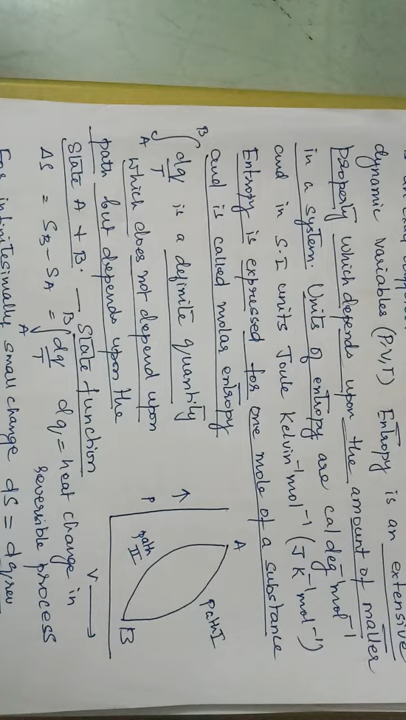 dynamic variables (P,V,T) Entropy is an extensive
property which depends upon the amount of matter
in a system. Units of entropy are cal deg⁻¹ mol⁻¹
and in S.I units Joule Kelvin⁻¹ mol⁻¹ (J K⁻¹ mol⁻¹)
Entropy is expressed for one mole of a substance
and is called molar entropy
B
∫ dq/T is a definite quantity
A
which does not depend upon
path but depends upon the
State A & B. — State function
ΔS = S_B - S_A = ∫_A^B dq/T dq = heat change in
reversible process
For infinitesimally small change dS = dqrev
P
↑
A
path I
path II
B
V →